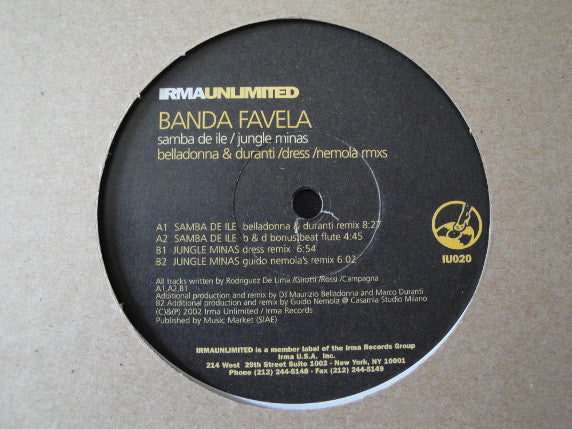 IRMAUNLIMITED
BANDA FAVELA
samba de ile / jungle minas
belladonna & duranti /dress /nemola rmxs
A1 SAMBA DE ILE belladonna & duranti remix 8:27
A2 SAMBA DE ILE b & d bonus beat flute 4:45
B1 JUNGLE MINAS dress remix 6:54
B2 JUNGLE MINAS guido nemola's remix 6:02
IU020
All tracks written by Rodriguez De Lima /Girotti /Rossi /Campagna
A1,A2,B1
Additional production and remix by DJ Maurizio Belladonna and Marco Duranti
B2 Additional production and remix by Guido Nemola @ Casamia Studio Milano
(C)&(P) 2002 Irma Unlimited / Irma Records
Published by Music Market (SIAE)
IRMAUNLIMITED is a member label of the Irma Records Group
Irma U.S.A. Inc.
214 West 29th Street Suite 1002 - New York, NY 10001
Phone (212) 244-5148 - Fax (212) 244-5149